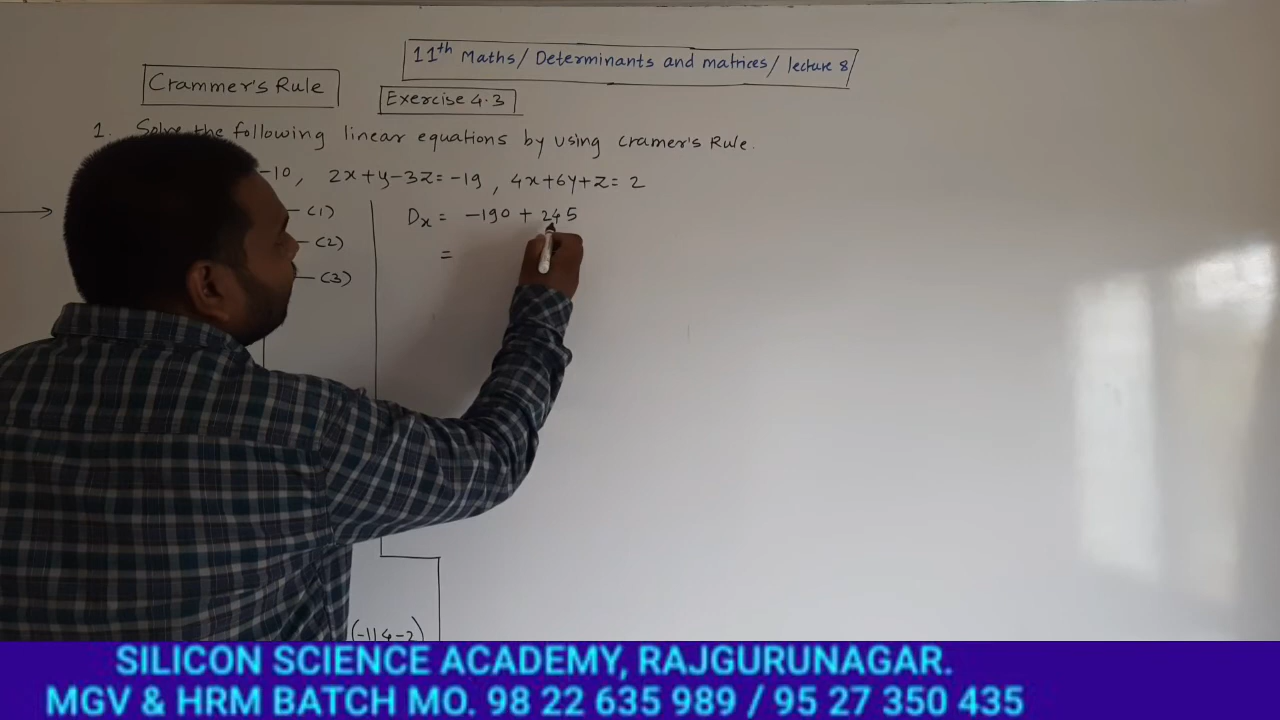 11th Maths/ Determinants and matrices/ lecture 8
Crammer's Rule
Exercise 4.3
1. Solve the following linear equations by using Cramer's Rule.
-10, 2x+y-3z=-19, 4x+6y+z=2
(1)
Dx = -190 + 245
(2)
=
(3)
(-114-2)
SILICON SCIENCE ACADEMY, RAJGURUNAGAR.
MGV & HRM BATCH MO. 98 22 635 989 / 95 27 350 435